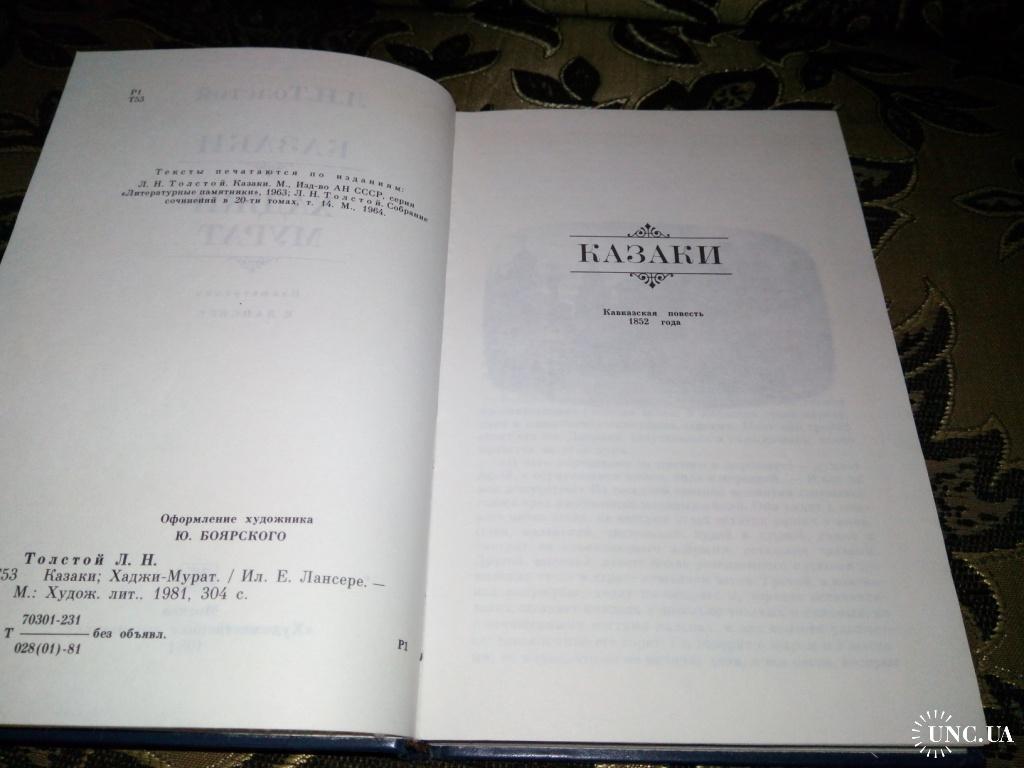 Р1
Т53
Тексты печатаются по изданиям:
Л. Н. Толстой. Казаки. М., Изд-во АН СССР, серия
«Литературные памятники», 1963; Л. Н. Толстой. Собрание
сочинений в 20-ти томах, т. 14. М., 1964.
Оформление художника
Ю. БОЯРСКОГО
Толстой Л. Н.
Т53 Казаки; Хаджи-Мурат. / Ил. Е. Лансере. —
М.: Худож. лит.. 1981, 304 с.
70301-231
Т без объявл.
028(01)-81
Р1
КАЗАКИ
Кавказская повесть
1852 года
UNC.UA